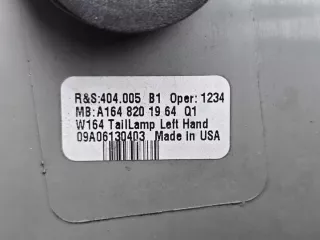 R&S:404.005 B1 Oper: 1234
MB:A164 820 19 64 Q1
W164 TailLamp Left Hand
09A06130403 Made In USA